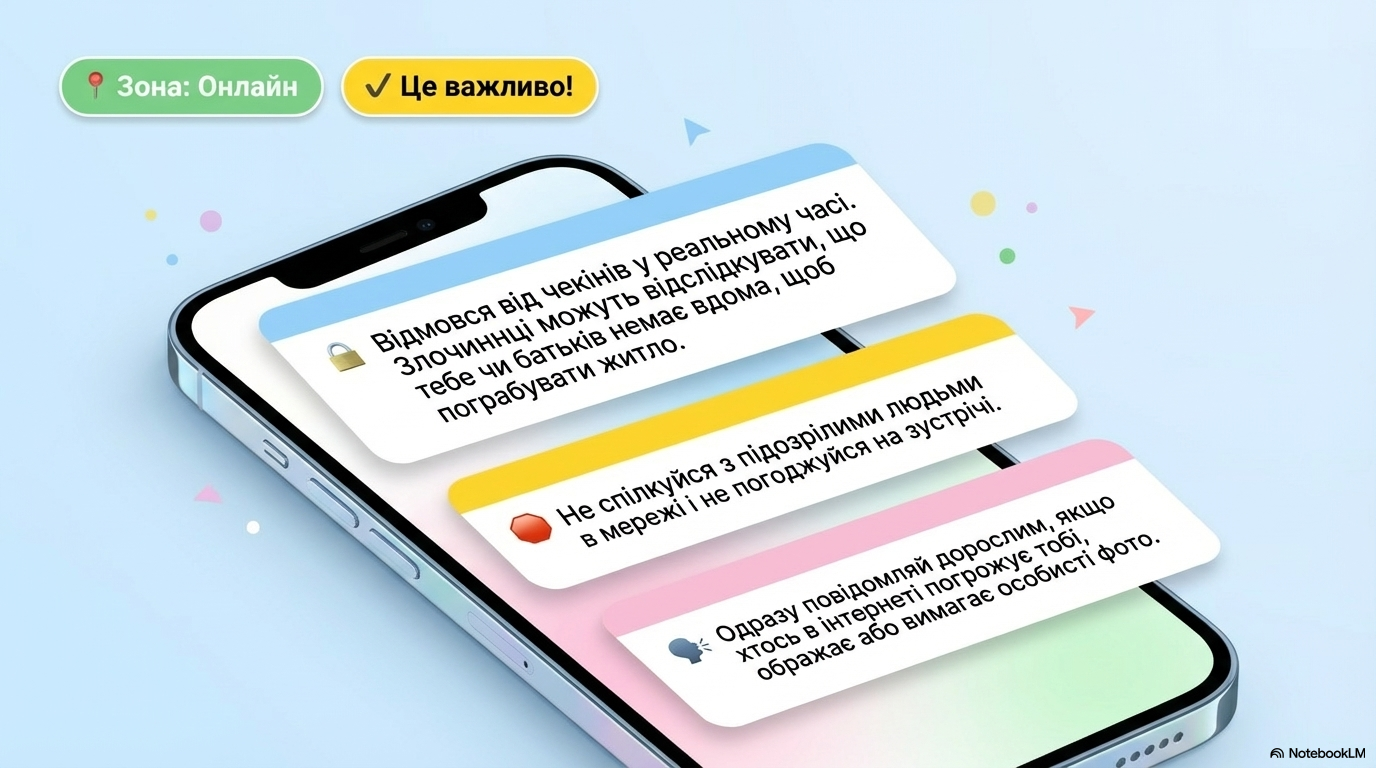 Зона: Онлайн
Це важливо!
Відмовся від чекінів у реальному часі.
Злочиннці можуть відслідкувати, що
тебе чи батьків немає вдома, щоб
пограбувати житло.
Не спілкуйся з підозрілими людьми
в мережі і не погоджуйся на зустрічі.
Одразу повідомляй дорослим, якщо
хтось в інтернеті погрожує тобі,
ображає або вимагає особисті фото.
NotebookLM